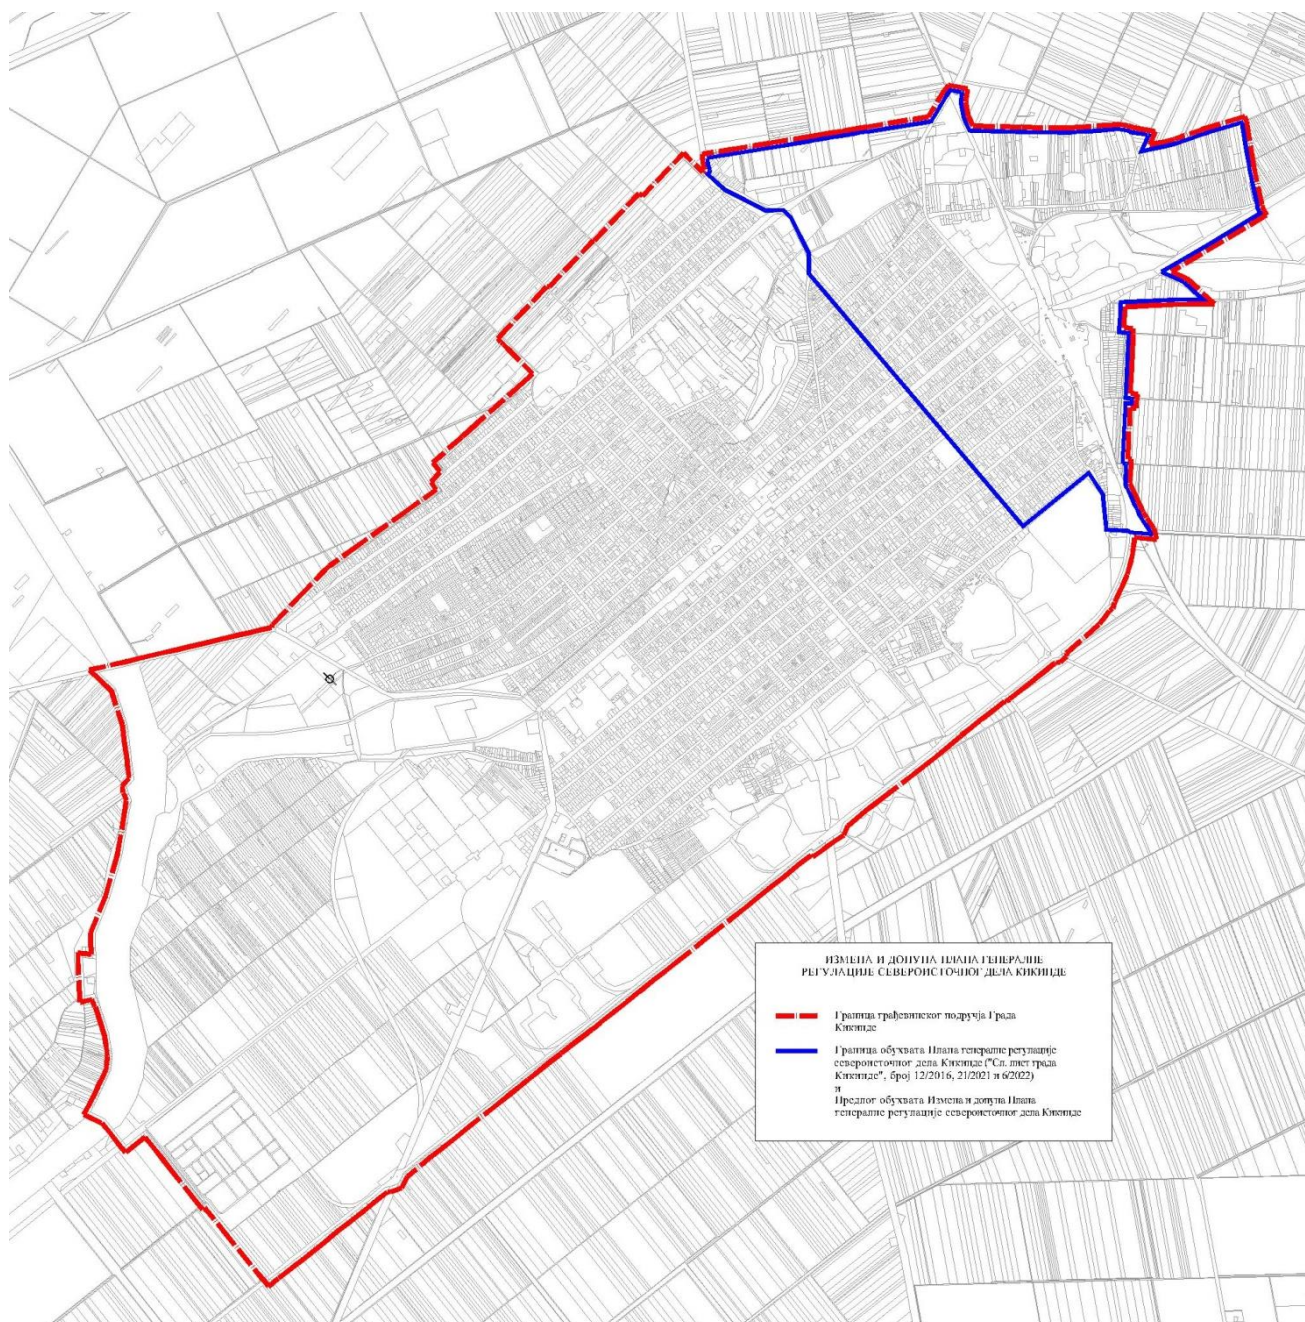 ИЗМЕНА И ДОПУНА ПЛАНА ГЕНЕРАЛНЕ
РЕГУЛАЦИЈЕ СЕВЕРОИСТОЧНОГ ДЕЛА КИКИНДЕ
Граница грађевинског подручја Града
Кикинде
Граница обухвата Плана генералне регулације
североисточног дела Кикинде ("Сл. лист града
Кикинде", број 12/2016, 21/2021 и 6/2022)
и
Предлог обухвата Измена и допуна Плана
генералне регулације североисточног дела Кикинде